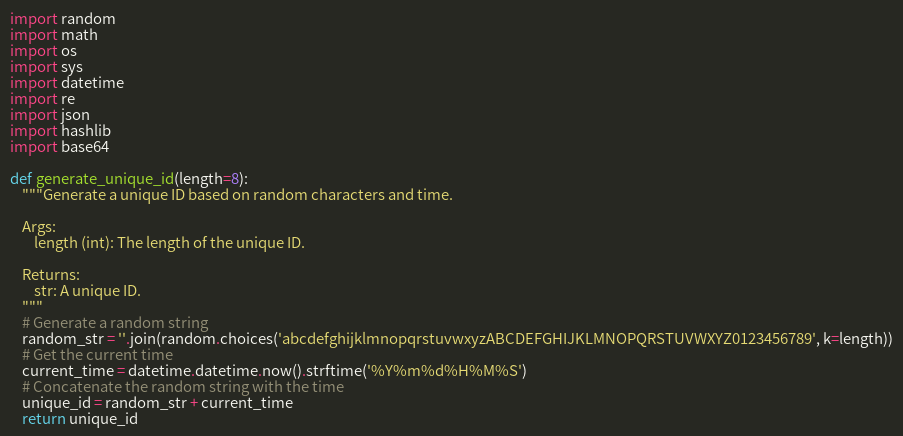 import random
import math
import os
import sys
import datetime
import re
import json
import hashlib
import base64

def generate_unique_id(length=8):
    """Generate a unique ID based on random characters and time.

    Args:
        length (int): The length of the unique ID.

    Returns:
        str: A unique ID.
    """
    # Generate a random string
    random_str = ''.join(random.choices('abcdefghijklmnopqrstuvwxyzABCDEFGHIJKLMNOPQRSTUVWXYZ0123456789', k=length))
    # Get the current time
    current_time = datetime.datetime.now().strftime('%Y%m%d%H%M%S')
    # Concatenate the random string with the time
    unique_id = random_str + current_time
    return unique_id